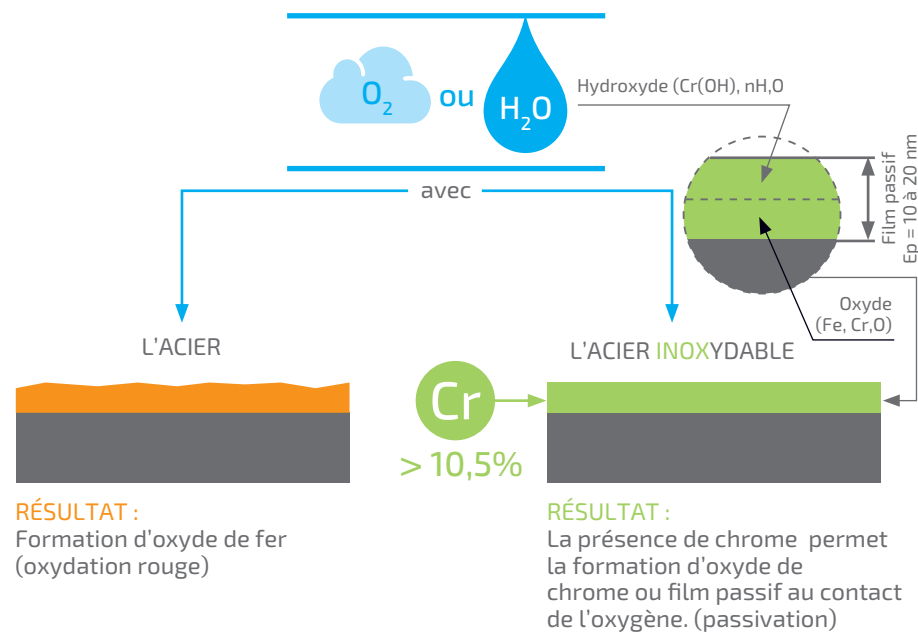 O2 ou H2O
Hydroxyde (Cr(OH), nH,O
avec
Film passif
Ep = 10 à 20 nm
Oxyde
(Fe, Cr,O)
L'ACIER
L'ACIER INOXYDABLE
Cr
> 10,5%
RÉSULTAT :
Formation d'oxyde de fer
(oxydation rouge)
RÉSULTAT :
La présence de chrome permet
la formation d'oxyde de
chrome ou film passif au contact
de l'oxygène. (passivation)